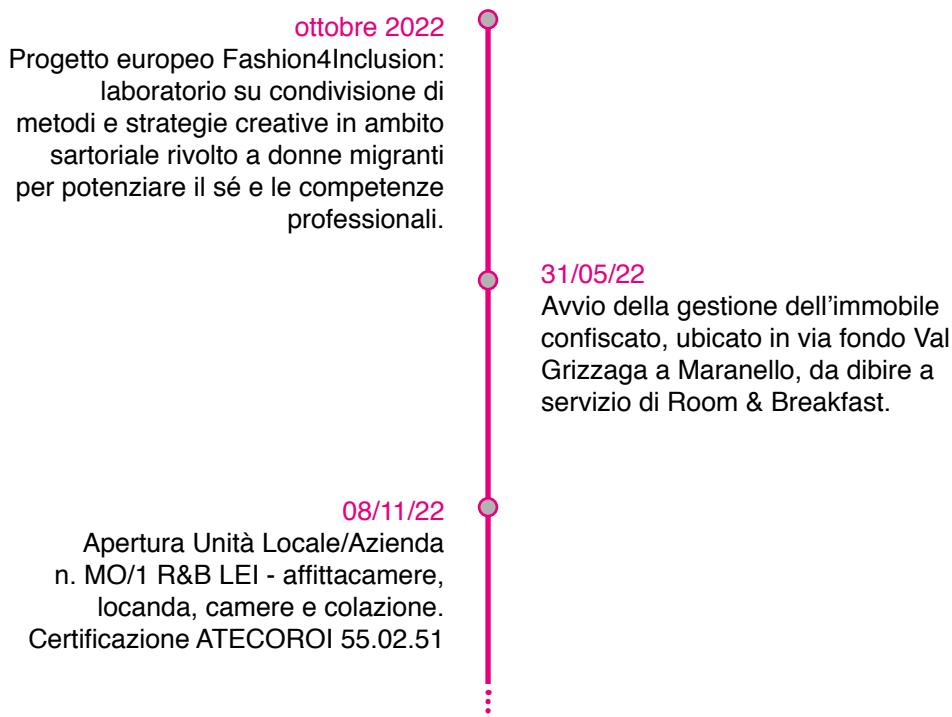 ottobre 2022
Progetto europeo Fashion4Inclusion:
laboratorio su condivisione di
metodi e strategie creative in ambito
sartoriale rivolto a donne migranti
per potenziare il sé e le competenze
professionali.
31/05/22
Avvio della gestione dell’immobile
confiscato, ubicato in via fondo Val
Grizzaga a Maranello, da dibire a
servizio di Room & Breakfast.
08/11/22
Apertura Unità Locale/Azienda
n. MO/1 R&B LEI - affittacamere,
locanda, camere e colazione.
Certificazione ATECOROI 55.02.51